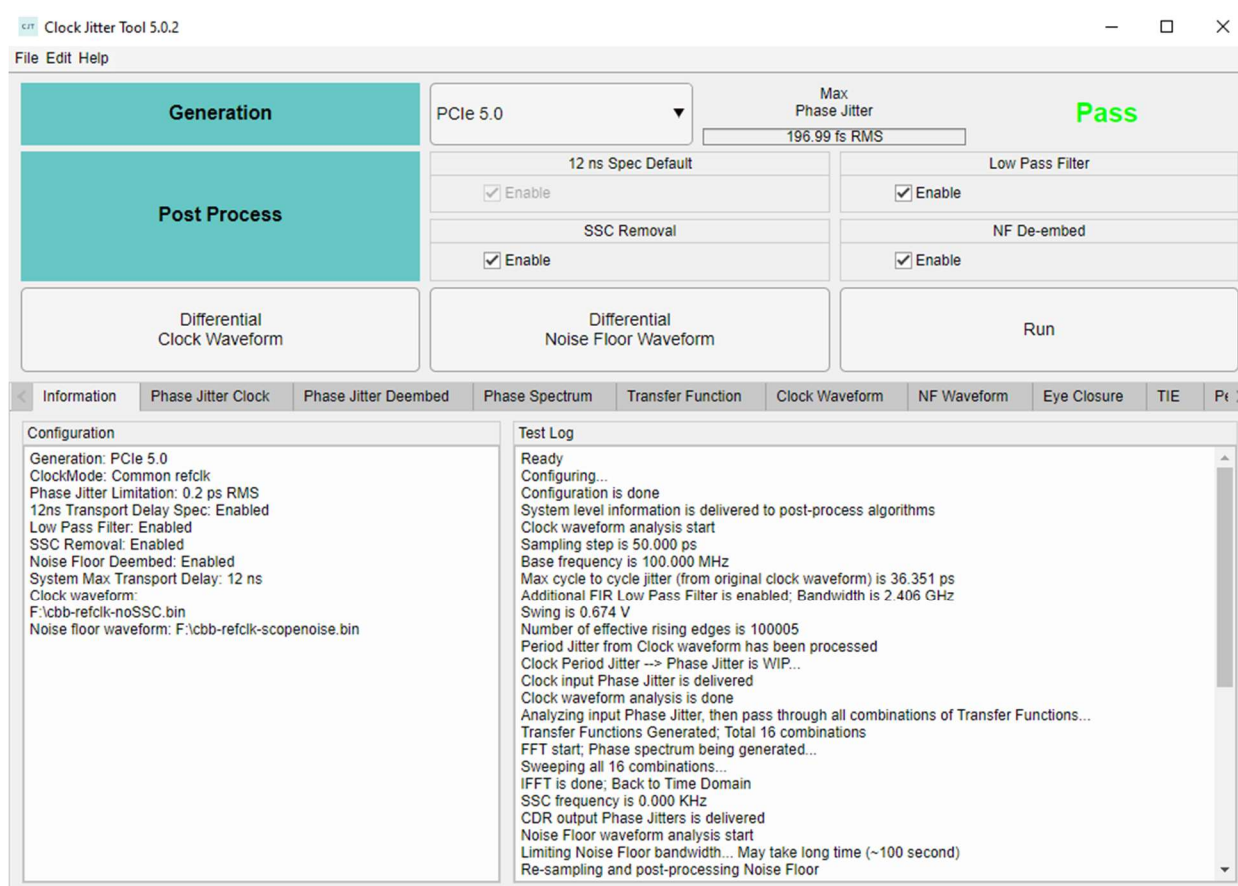 CJT Clock Jitter Tool 5.0.2
File Edit Help
Generation
PCIe 5.0
Max
Phase Jitter
196.99 fs RMS
Pass
Post Process
12 ns Spec Default
Enable
Low Pass Filter
Enable
SSC Removal
Enable
NF De-embed
Enable
Differential
Clock Waveform
Differential
Noise Floor Waveform
Run
Information Phase Jitter Clock Phase Jitter Deembed Phase Spectrum Transfer Function Clock Waveform NF Waveform Eye Closure TIE Pe
Configuration
Generation: PCIe 5.0
ClockMode: Common refclk
Phase Jitter Limitation: 0.2 ps RMS
12ns Transport Delay Spec: Enabled
Low Pass Filter: Enabled
SSC Removal: Enabled
Noise Floor Deembed: Enabled
System Max Transport Delay: 12 ns
Clock waveform:
F:\cbb-refclk-noSSC.bin
Noise floor waveform: F:\cbb-refclk-scopenoise.bin
Test Log
Ready
Configuring...
Configuration is done
System level information is delivered to post-process algorithms
Clock waveform analysis start
Sampling step is 50.000 ps
Base frequency is 100.000 MHz
Max cycle to cycle jitter (from original clock waveform) is 36.351 ps
Additional FIR Low Pass Filter is enabled; Bandwidth is 2.406 GHz
Swing is 0.674 V
Number of effective rising edges is 100005
Period Jitter from Clock waveform has been processed
Clock Period Jitter --> Phase Jitter is WIP...
Clock input Phase Jitter is delivered
Clock waveform analysis is done
Analyzing input Phase Jitter, then pass through all combinations of Transfer Functions...
Transfer Functions Generated; Total 16 combinations
FFT start; Phase spectrum being generated...
Sweeping all 16 combinations...
IFFT is done; Back to Time Domain
SSC frequency is 0.000 KHz
CDR output Phase Jitters is delivered
Noise Floor waveform analysis start
Limiting Noise Floor bandwidth... May take long time (~100 second)
Re-sampling and post-processing Noise Floor